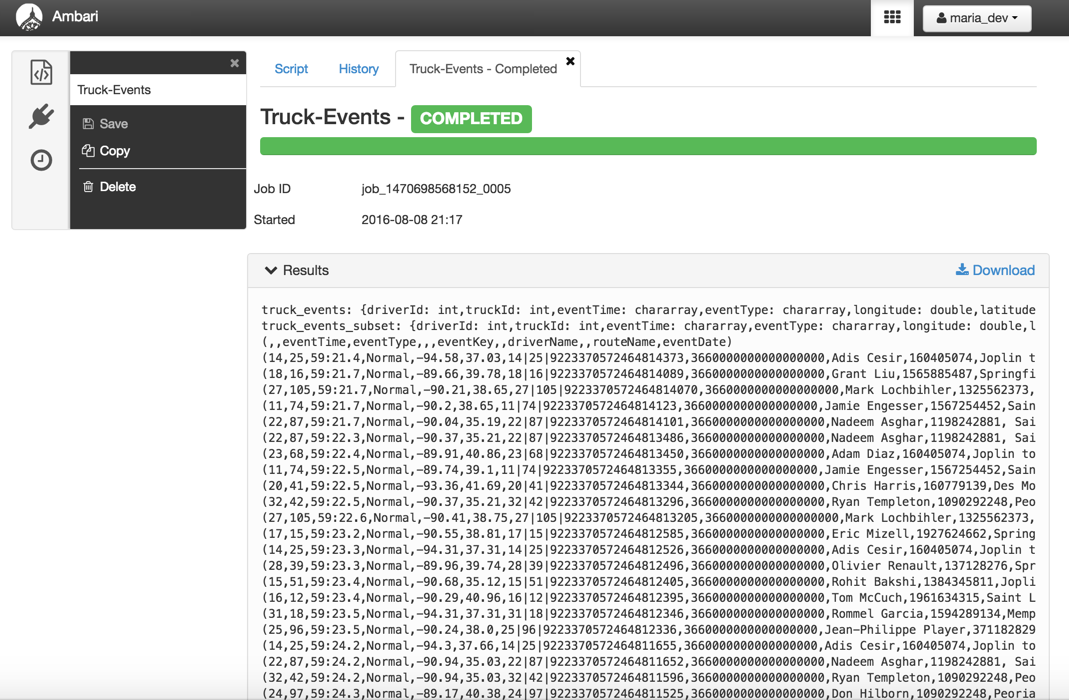 Ambari
maria_dev
Truck-Events
Save
Copy
Delete
Script History Truck-Events - Completed
Truck-Events - COMPLETED
Job ID job_1470698568152_0005
Started 2016-08-08 21:17
Results Download
truck_events: {driverId: int,truckId: int,eventTime: chararray,eventType: chararray,longitude: double,latitude
truck_events_subset: {driverId: int,truckId: int,eventTime: chararray,eventType: chararray,longitude: double,l
(,,eventTime,eventType,,,eventKey,,driverName,,routeName,eventDate)
(14,25,59:21.4,Normal,-94.58,37.03,14|25|9223370572464814373,3660000000000000000,Adis Cesir,160405074,Joplin t
(18,16,59:21.7,Normal,-89.66,39.78,18|16|9223370572464814089,3660000000000000000,Grant Liu,1565885487,Springfi
(27,105,59:21.7,Normal,-90.21,38.65,27|105|9223370572464814070,3660000000000000000,Mark Lochbihler,1325562373,
(11,74,59:21.7,Normal,-90.2,38.65,11|74|9223370572464814123,3660000000000000000,Jamie Engesser,1567254452,Sain
(22,87,59:21.7,Normal,-90.04,35.19,22|87|9223370572464814101,3660000000000000000,Nadeem Asghar,1198242881, Sai
(22,87,59:22.3,Normal,-90.37,35.21,22|87|9223370572464813486,3660000000000000000,Nadeem Asghar,1198242881, Sai
(23,68,59:22.4,Normal,-89.91,40.86,23|68|9223370572464813450,3660000000000000000,Adam Diaz,160405074,Joplin to
(11,74,59:22.5,Normal,-89.74,39.1,11|74|9223370572464813355,3660000000000000000,Jamie Engesser,1567254452,Sain
(20,41,59:22.5,Normal,-93.36,41.69,20|41|9223370572464813344,3660000000000000000,Chris Harris,160779139,Des Mo
(32,42,59:22.5,Normal,-90.37,35.21,32|42|9223370572464813296,3660000000000000000,Ryan Templeton,1090292248,Peo
(27,105,59:22.6,Normal,-90.41,38.75,27|105|9223370572464813205,3660000000000000000,Mark Lochbihler,1325562373,
(17,15,59:23.2,Normal,-90.55,38.81,17|15|9223370572464812585,3660000000000000000,Eric Mizell,1927624662,Spring
(14,25,59:23.3,Normal,-94.31,37.31,14|25|9223370572464812526,3660000000000000000,Adis Cesir,160405074,Joplin t
(28,39,59:23.3,Normal,-89.96,39.74,28|39|9223370572464812496,3660000000000000000,Olivier Renault,137128276,Spr
(15,51,59:23.4,Normal,-90.68,35.12,15|51|9223370572464812405,3660000000000000000,Rohit Bakshi,1384345811,Jopli
(16,12,59:23.4,Normal,-90.29,40.96,16|12|9223370572464812395,3660000000000000000,Tom McCuch,1961634315,Saint L
(31,18,59:23.5,Normal,-94.31,37.31,31|18|9223370572464812346,3660000000000000000,Rommel Garcia,1594289134,Memp
(25,96,59:23.5,Normal,-90.24,38.0,25|96|9223370572464812336,3660000000000000000,Jean-Philippe Player,371182829
(14,25,59:24.2,Normal,-94.3,37.66,14|25|9223370572464811655,3660000000000000000,Adis Cesir,160405074,Joplin to
(22,87,59:24.2,Normal,-90.94,35.03,22|87|9223370572464811652,3660000000000000000,Nadeem Asghar,1198242881, Sai
(32,42,59:24.2,Normal,-90.94,35.03,32|42|9223370572464811596,3660000000000000000,Ryan Templeton,1090292248,Peo
(24,97,59:24.3,Normal,-89.17,40.38,24|97|9223370572464811525,3660000000000000000,Don Hilborn,1090292248,Peoria